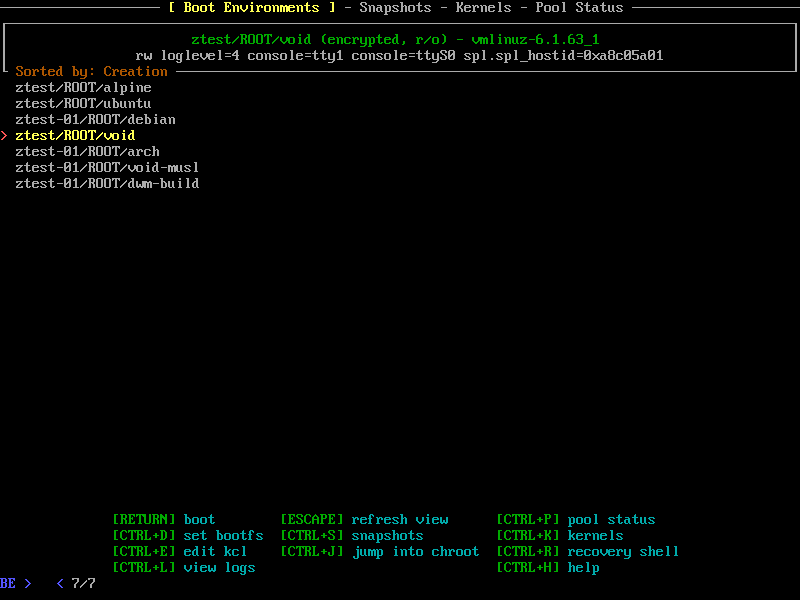 [ Boot Environments ] - Snapshots - Kernels - Pool Status
ztest/ROOT/void (encrypted, r/o) - vmlinuz-6.1.63_1
rw loglevel=4 console=tty1 console=ttyS0 spl.spl_hostid=0xa8c05a01
Sorted by: Creation
ztest/ROOT/alpine
ztest/ROOT/ubuntu
ztest-01/ROOT/debian
> ztest/ROOT/void
ztest-01/ROOT/arch
ztest-01/ROOT/void-musl
ztest-01/ROOT/dwm-build
[RETURN] boot [ESCAPE] refresh view [CTRL+P] pool status
[CTRL+D] set bootfs [CTRL+S] snapshots [CTRL+K] kernels
[CTRL+E] edit kcl [CTRL+J] jump into chroot [CTRL+R] recovery shell
[CTRL+L] view logs [CTRL+H] help
BE > < 7/7